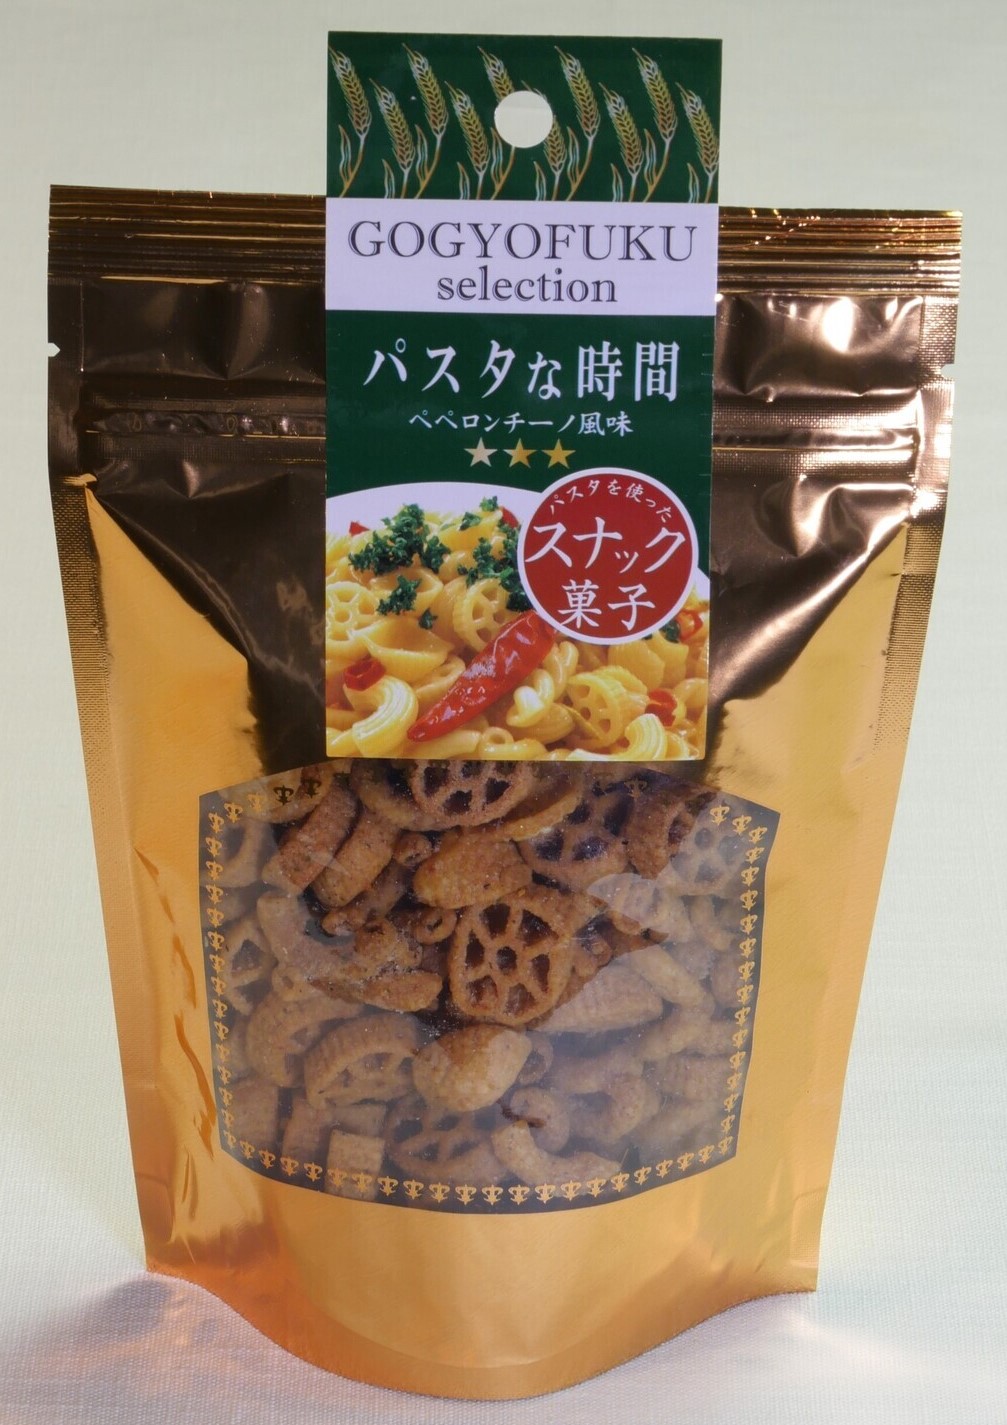 GOGYOFUKU
selection
パスタな時間
ペペロンチーノ風味
★★★
パスタを使った
スナック
菓子